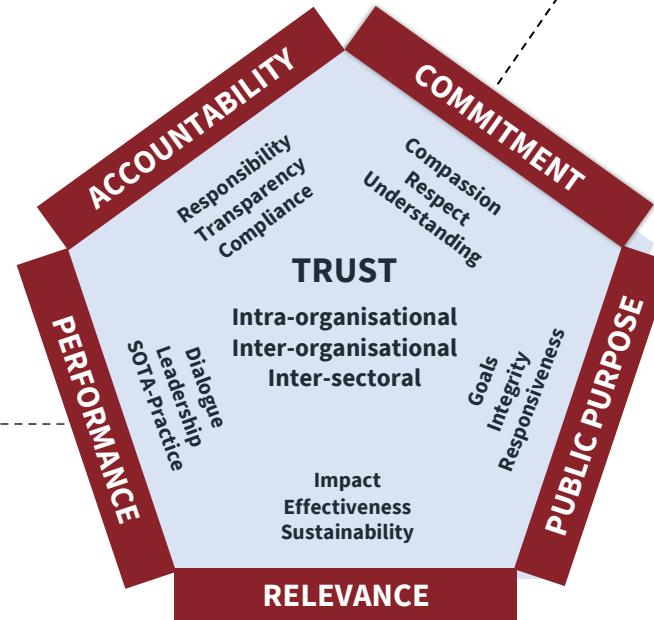 ACCOUNTABILITY
COMMITMENT
Responsibility
Transparency
Compliance
Compassion
Respect
Understanding
TRUST
Intra-organisational
Inter-organisational
Inter-sectoral
PERFORMANCE
Dialogue
Leadership
SOTA-Practice
Goals
Integrity
Responsiveness
PUBLIC PURPOSE
Impact
Effectiveness
Sustainability
RELEVANCE